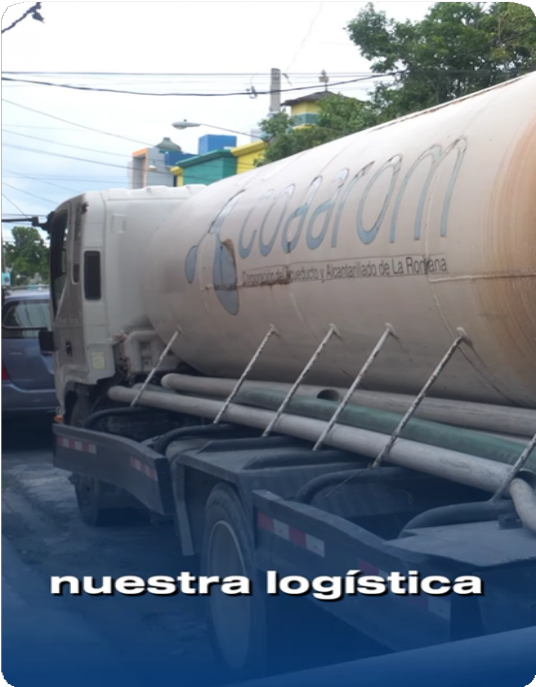 coaarom
Corporación del Acueducto y Alcantarillado de La Romana
nuestra logística